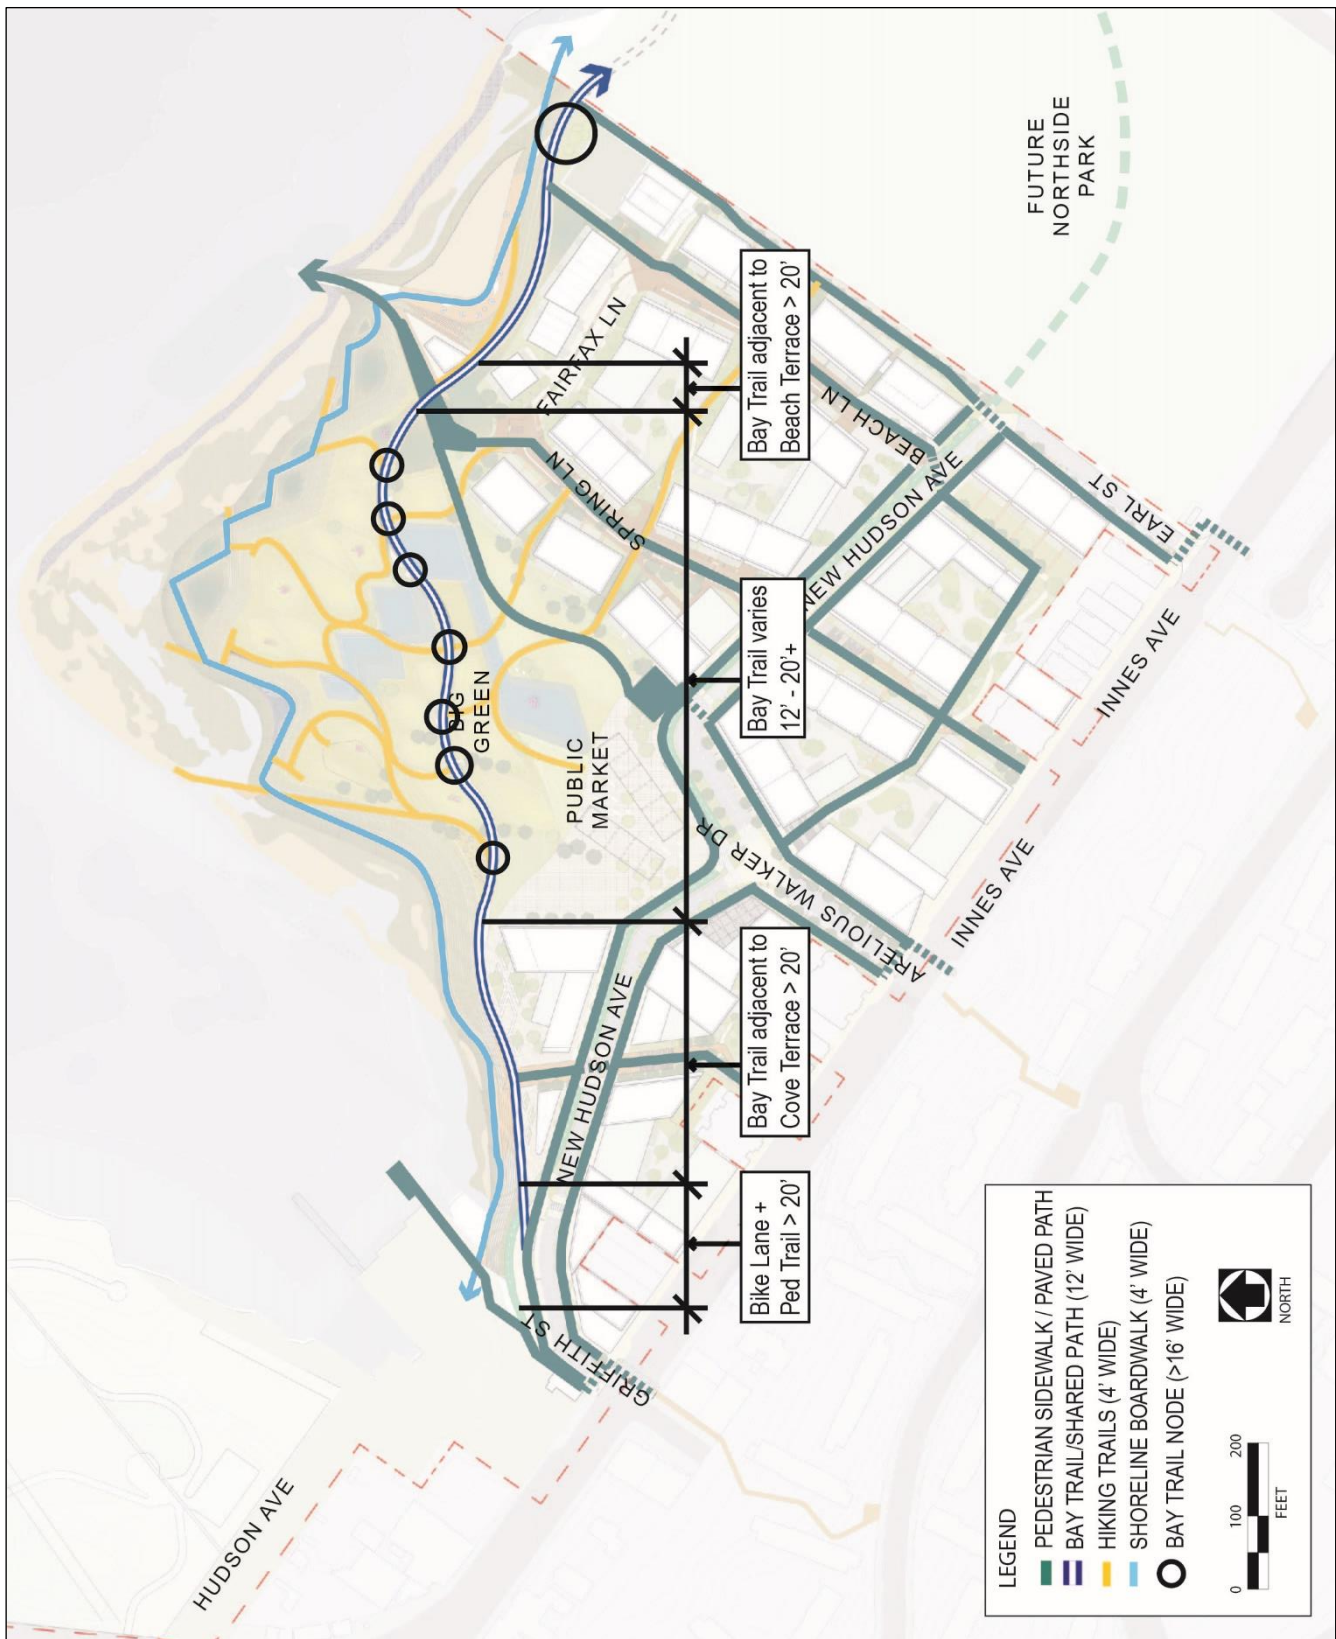 HUDSON AVE
GRIFFITH ST
NEW HUDSON AVE
ARELIOUS WALKER DR
PUBLIC
MARKET
BIG
GREEN
SPRING LN
FAIRFAX LN
BEACH LN
NEW HUDSON AVE
EARL ST
INNES AVE
INNES AVE
FUTURE
NORTHSIDE
PARK
Bike Lane +
Ped Trail > 20'
Bay Trail adjacent to
Cove Terrace > 20'
Bay Trail varies
12' - 20'+
Bay Trail adjacent to
Beach Terrace > 20'
LEGEND
PEDESTRIAN SIDEWALK / PAVED PATH
BAY TRAIL/SHARED PATH (12' WIDE)
HIKING TRAILS (4' WIDE)
SHORELINE BOARDWALK (4' WIDE)
BAY TRAIL NODE (>16' WIDE)
0 100 200
FEET
NORTH